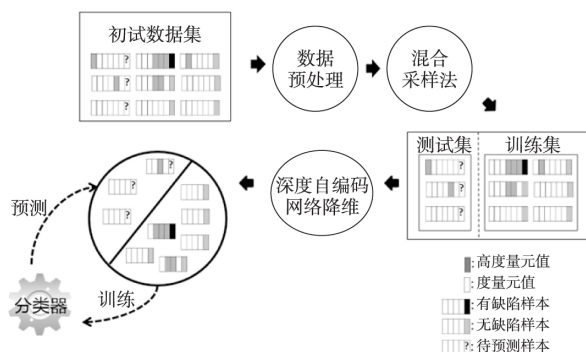 初试数据集
?
?
?
数据
预处理
混合
采样法
测试集
训练集
?
?
?
深度自编码
网络降维
?
?
?
预测
分类器
训练
:高度量元值
:度量元值
:有缺陷样本
:无缺陷样本
?
:待预测样本